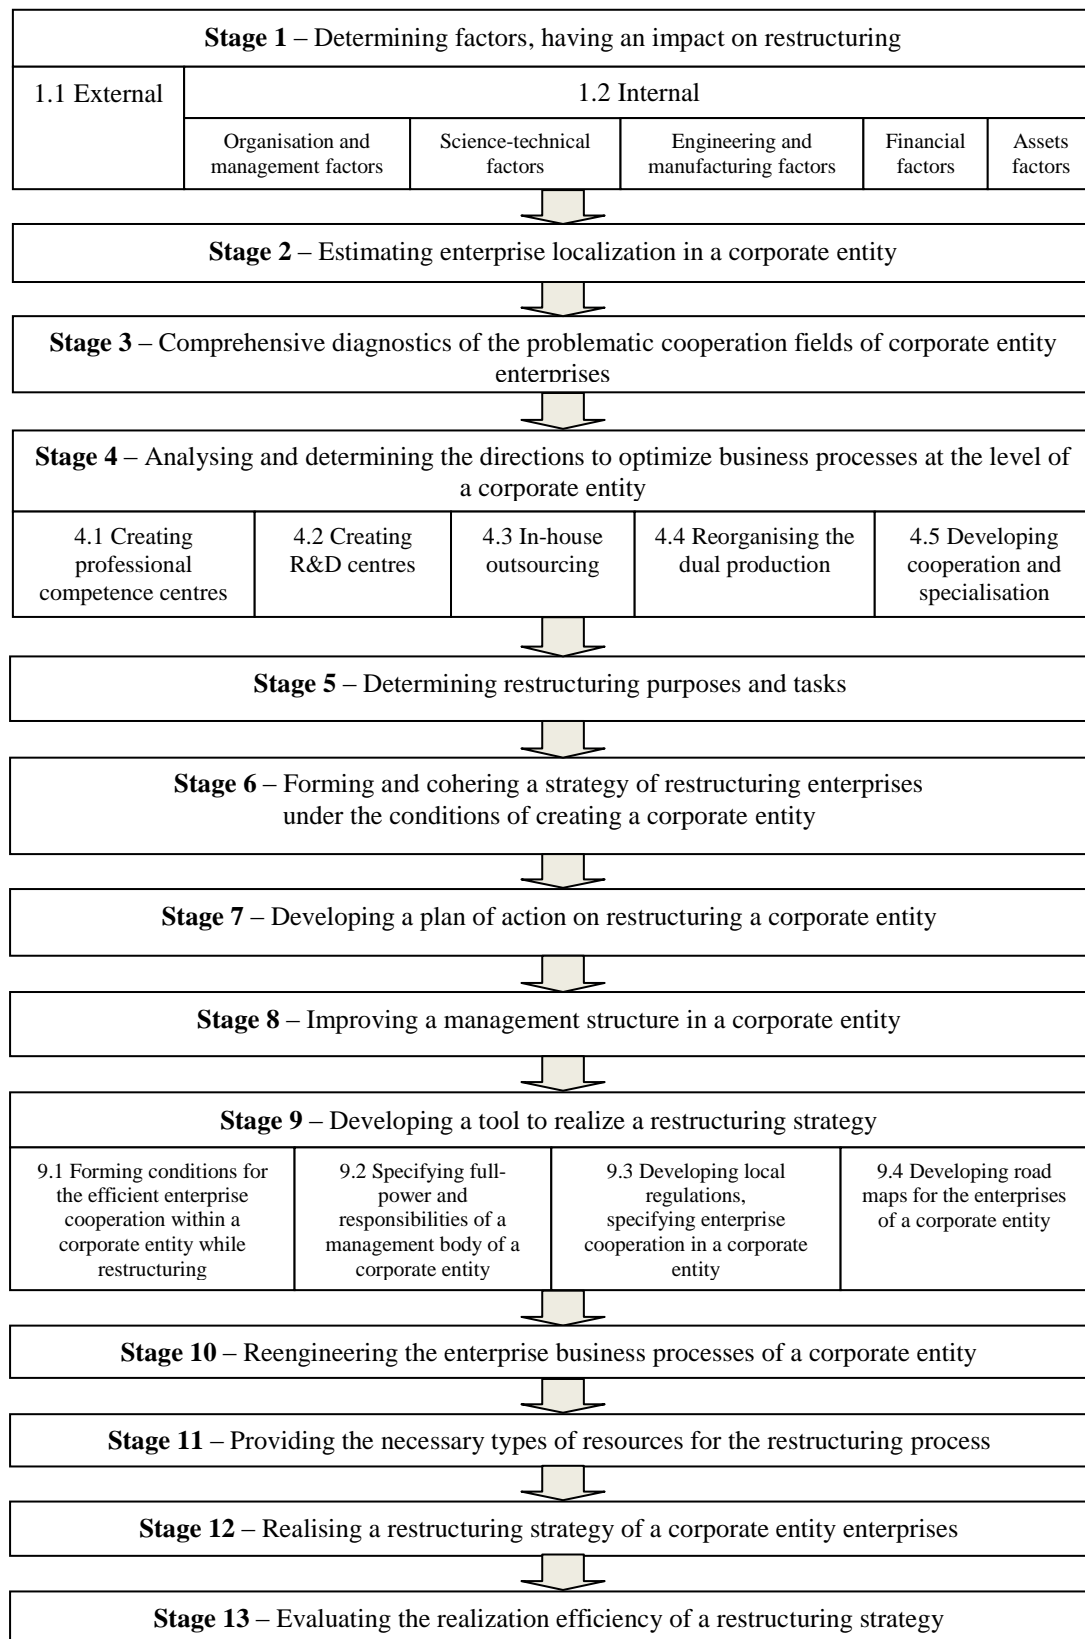 Stage 1 – Determining factors, having an impact on restructuring
1.1 External
1.2 Internal
Organisation and
management factors
Science-technical
factors
Engineering and
manufacturing factors
Financial
factors
Assets
factors
Stage 2 – Estimating enterprise localization in a corporate entity
Stage 3 – Comprehensive diagnostics of the problematic cooperation fields of corporate entity
enterprises
Stage 4 – Analysing and determining the directions to optimize business processes at the level of
a corporate entity
4.1 Creating
professional
competence centres
4.2 Creating
R&D centres
4.3 In-house
outsourcing
4.4 Reorganising the
dual production
4.5 Developing
cooperation and
specialisation
Stage 5 – Determining restructuring purposes and tasks
Stage 6 – Forming and cohering a strategy of restructuring enterprises
under the conditions of creating a corporate entity
Stage 7 – Developing a plan of action on restructuring a corporate entity
Stage 8 – Improving a management structure in a corporate entity
Stage 9 – Developing a tool to realize a restructuring strategy
9.1 Forming conditions for
the efficient enterprise
cooperation within a
corporate entity while
restructuring
9.2 Specifying full-
power and
responsibilities of a
management body of a
corporate entity
9.3 Developing local
regulations,
specifying enterprise
cooperation in a corporate
entity
9.4 Developing road
maps for the enterprises
of a corporate entity
Stage 10 – Reengineering the enterprise business processes of a corporate entity
Stage 11 – Providing the necessary types of resources for the restructuring process
Stage 12 – Realising a restructuring strategy of a corporate entity enterprises
Stage 13 – Evaluating the realization efficiency of a restructuring strategy